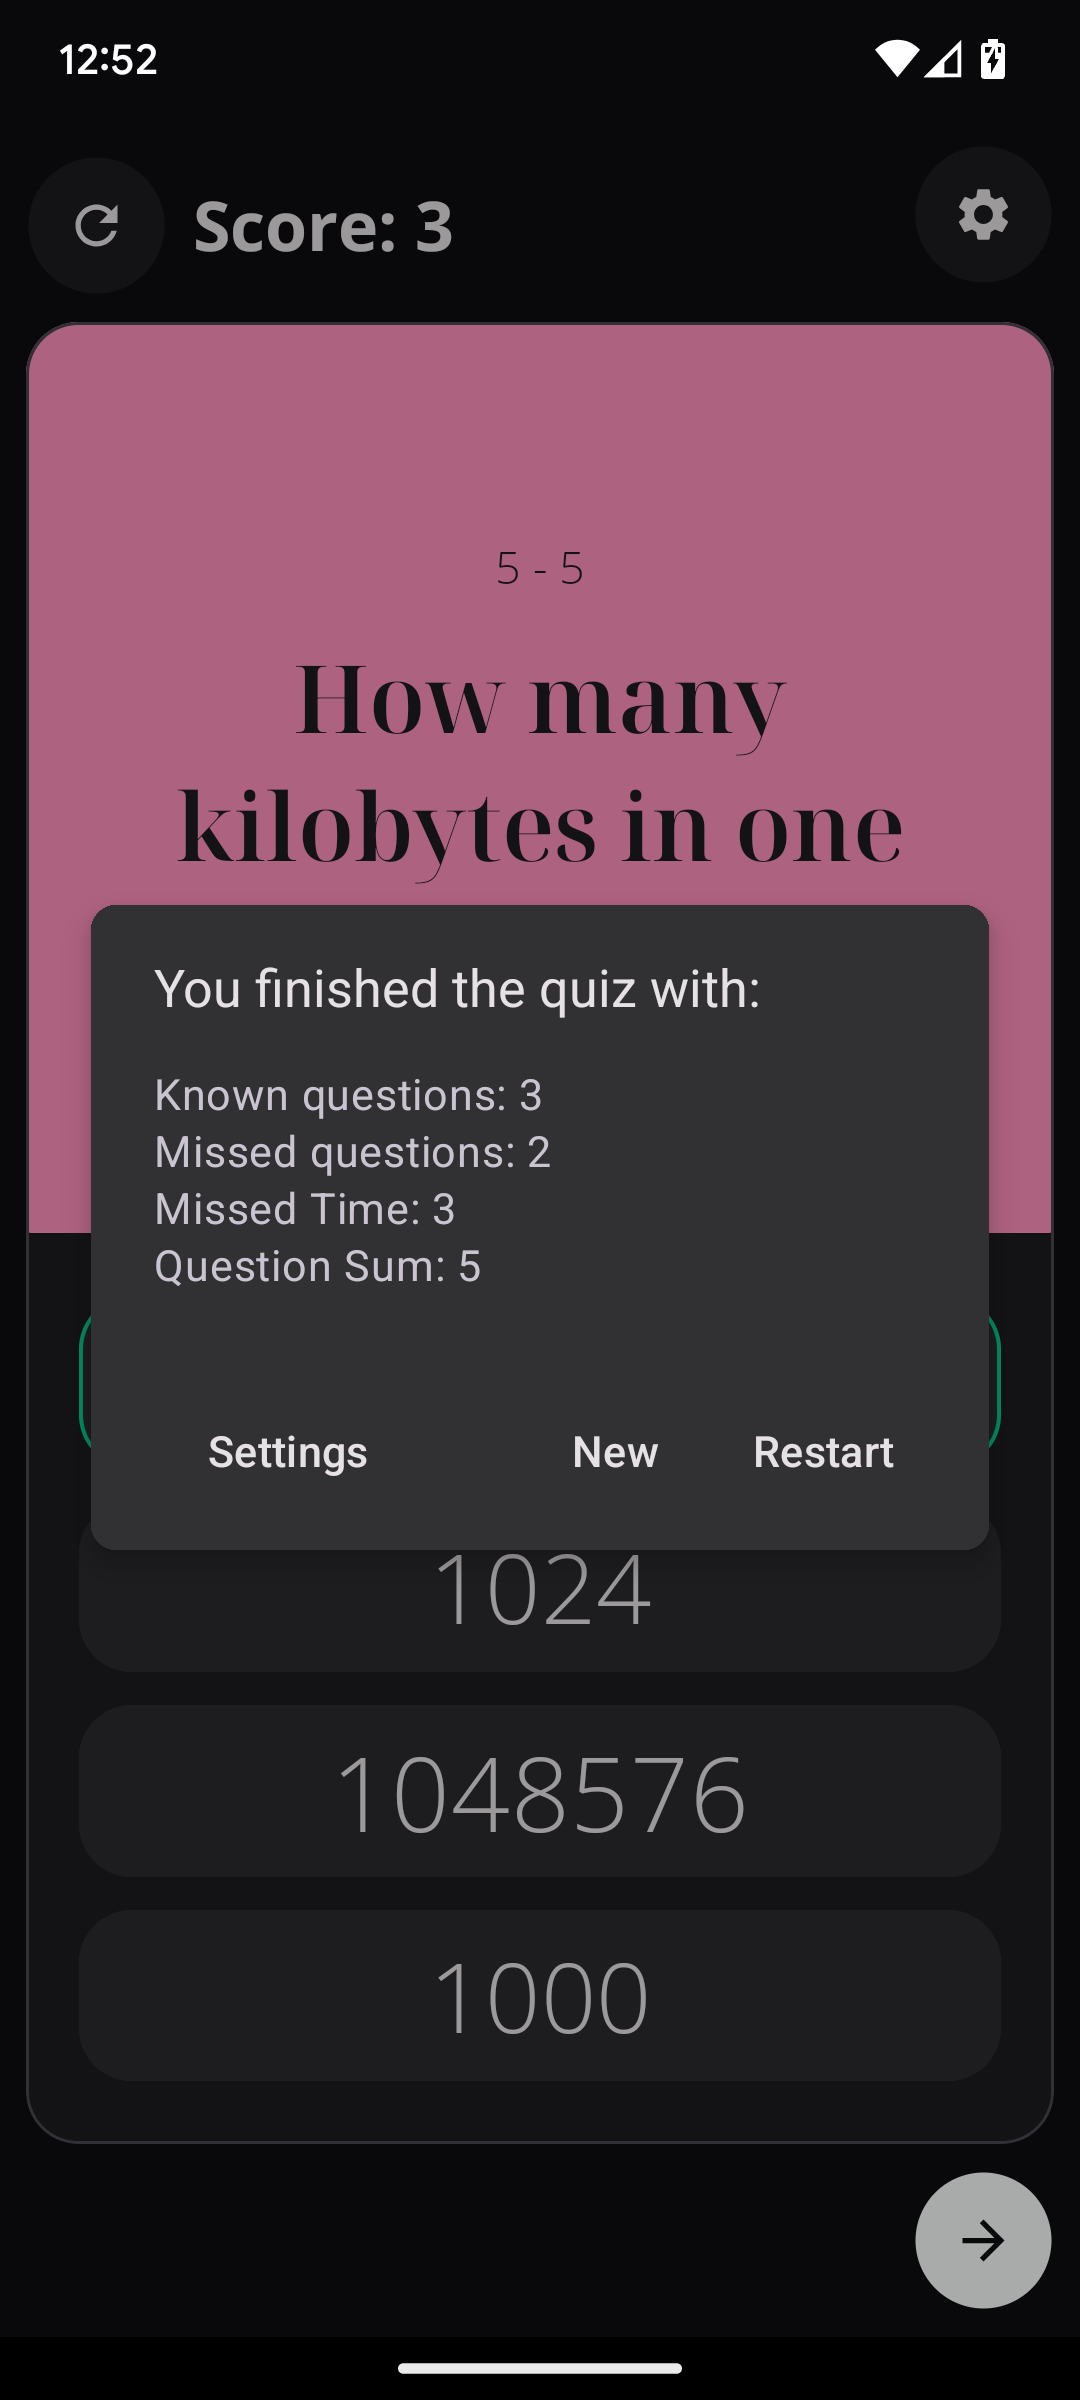 12:52
Score: 3
5 - 5
How many
kilobytes in one
You finished the quiz with:
Known questions: 3
Missed questions: 2
Missed Time: 3
Question Sum: 5
Settings
New
Restart
1024
1048576
1000